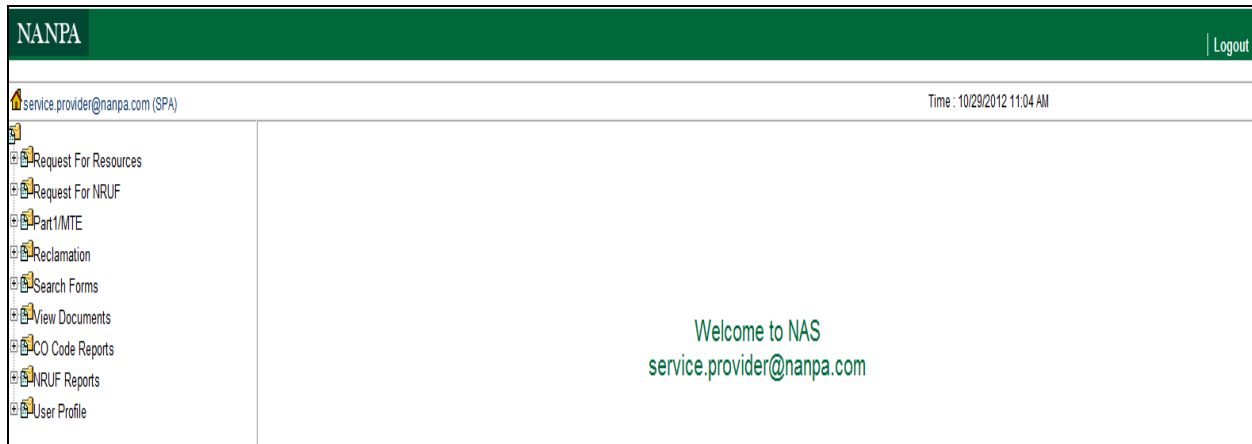 NANPA
Logout
service.provider@nanpa.com (SPA)
Time : 10/29/2012 11:04 AM
Request For Resources
Request For NRUF
Part1/MTE
Reclamation
Search Forms
View Documents
CO Code Reports
NRUF Reports
User Profile
Welcome to NAS
service.provider@nanpa.com